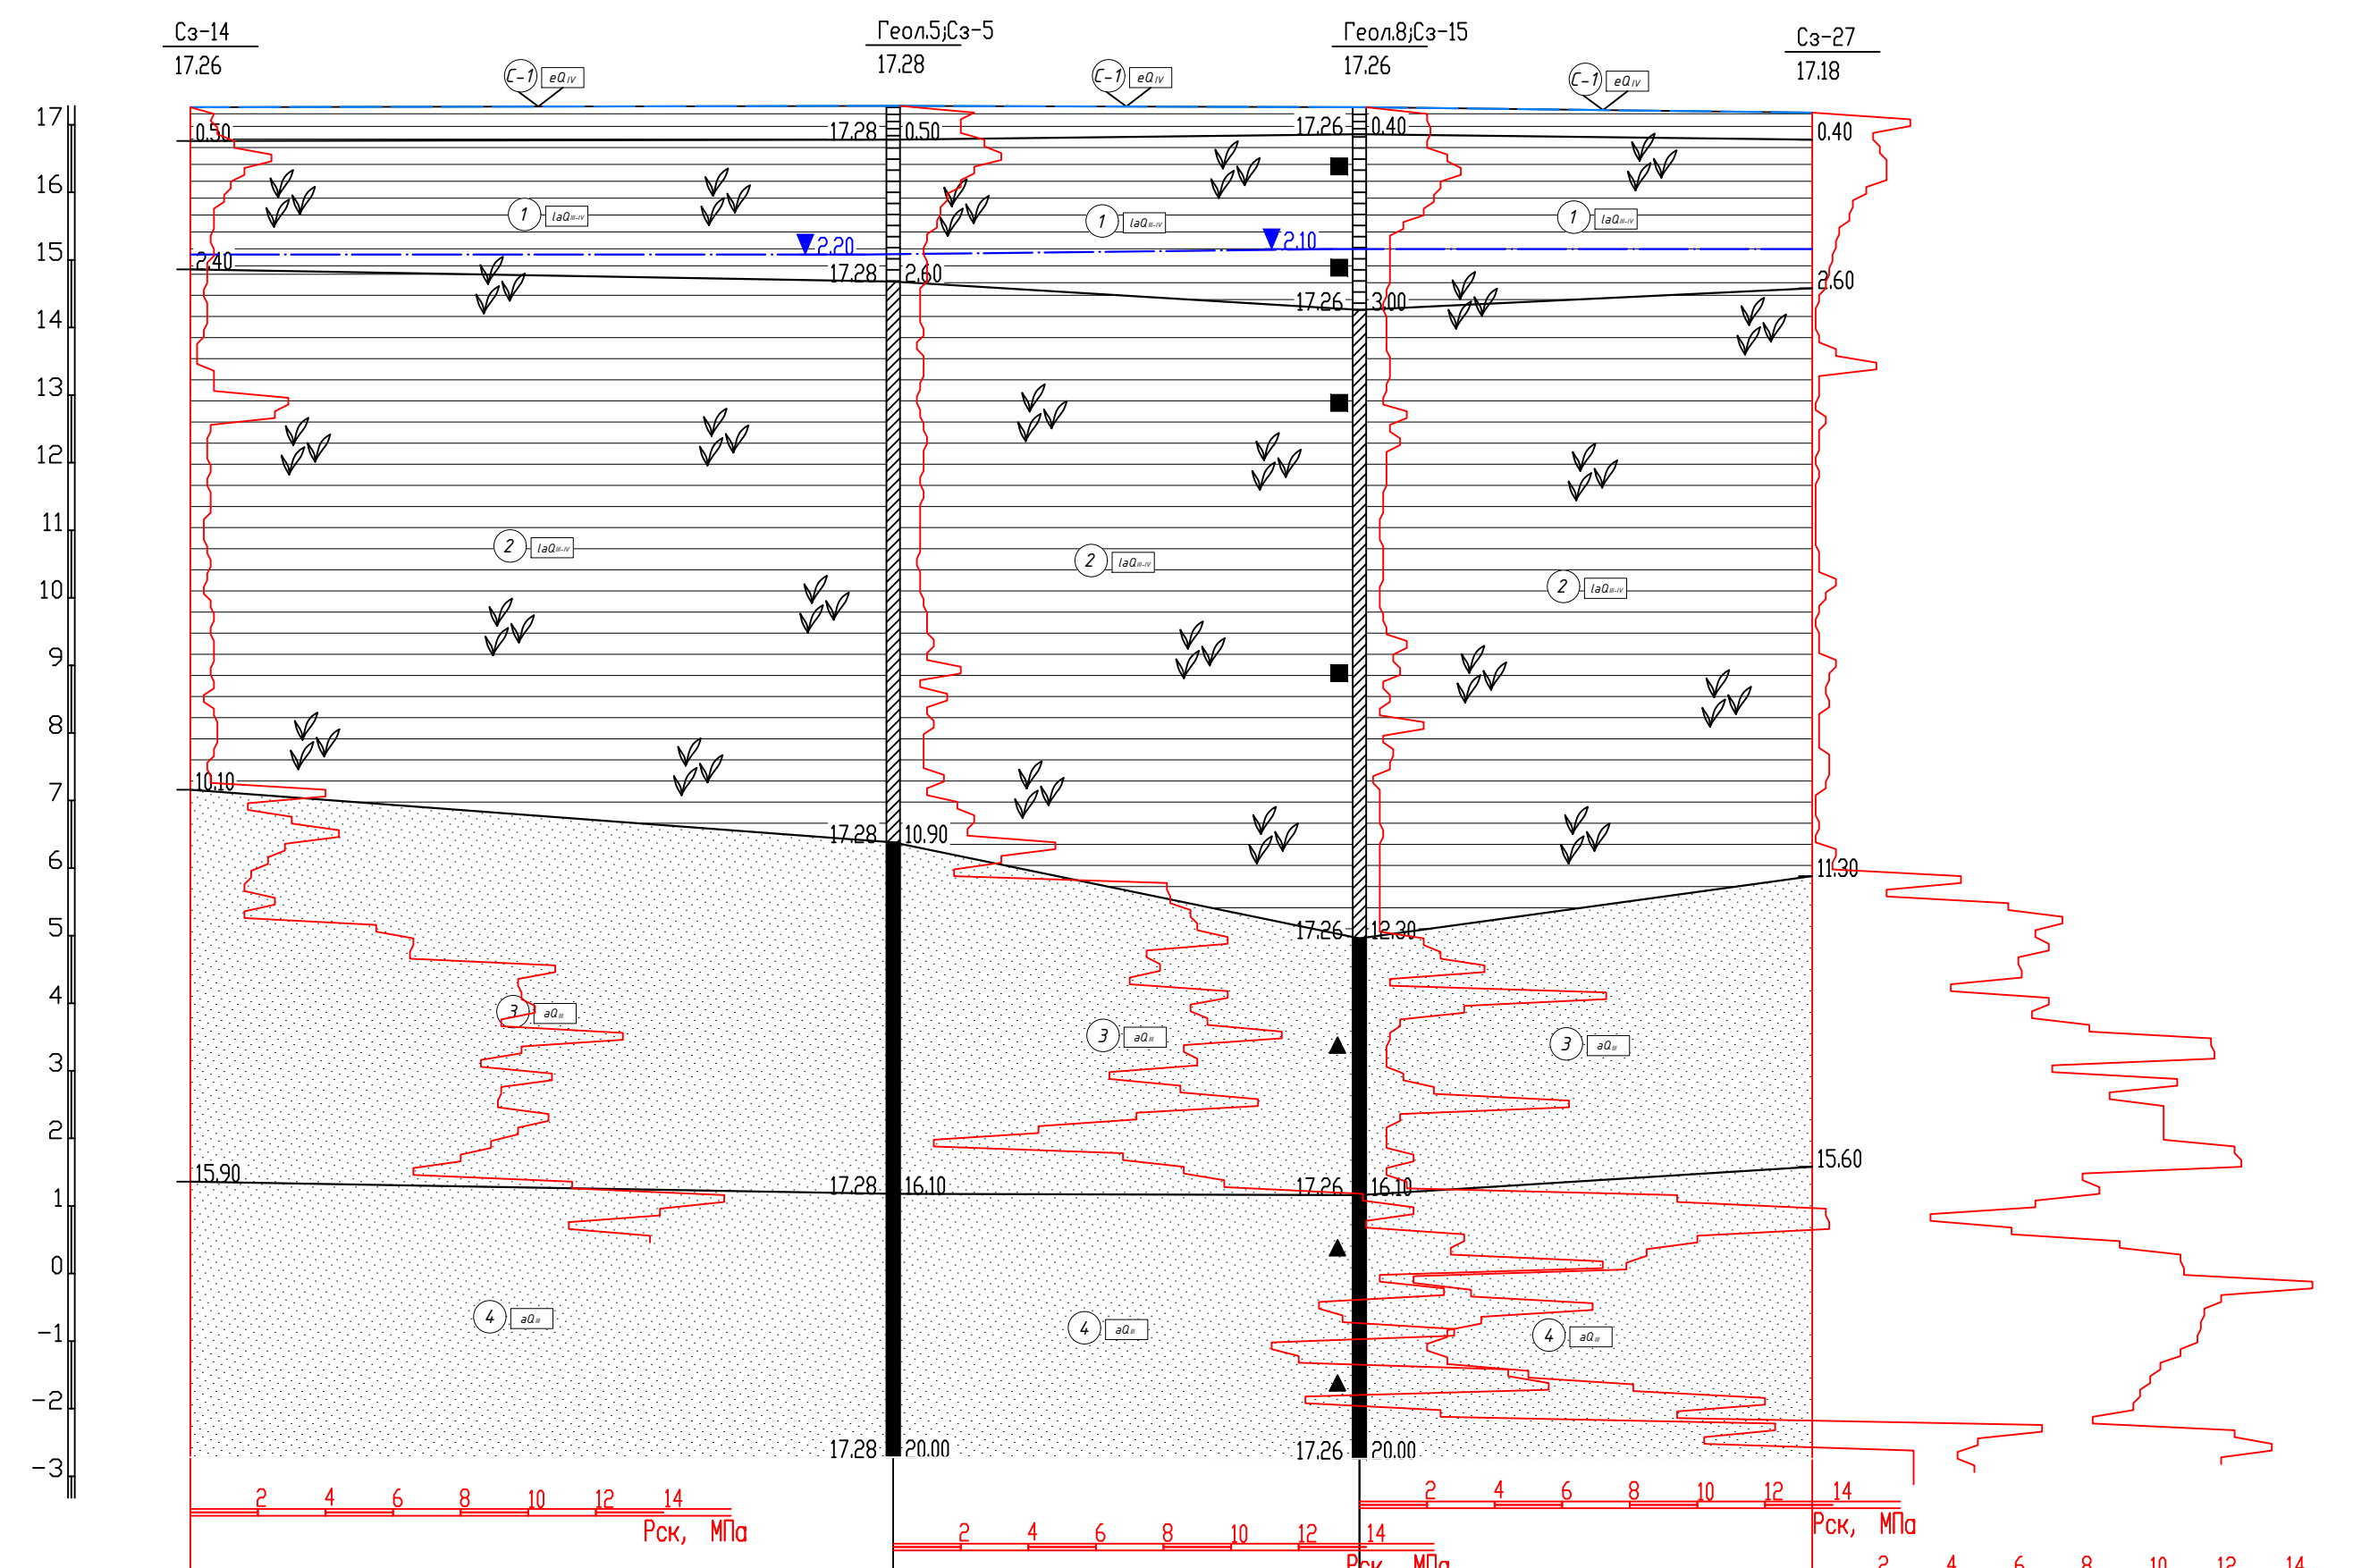 Сз-14
17.26
Геол.5;Сз-5
17.28
Геол.8;Сз-15
17.26
Сз-27
17.18
С-1 eQIV
С-1 eQIV
С-1 eQIV
17
16
15
14
13
12
11
10
9
8
7
6
5
4
3
2
1
0
-1
-2
-3
0.50
17.28 0.50
17.26 0.40
0.40
1 laQIII-IV
1 laQIII-IV
1 laQIII-IV
2.20
2.10
2.40
17.28 2.60
17.26 3.00
2.60
2 laQIII-IV
2 laQIII-IV
2 laQIII-IV
10.10
17.28 10.90
17.26 12.30
11.30
3 aQIII
3 aQIII
3 aQIII
15.90
17.28 16.10
17.26 16.10
15.60
4 aQIII
4 aQIII
4 aQIII
17.28 20.00
17.26 20.00
2 4 6 8 10 12 14
Рск, МПа
2 4 6 8 10 12 14
Рск, МПа
2 4 6 8 10 12 14
Рск, МПа
2 4 6 8 10 12 14